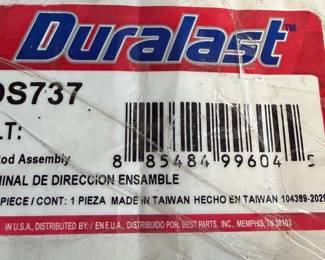 Duralast™
DS737
LT:
od Assembly
8 85484 99604 5
MINAL DE DIRECCION ENSAMBLE
PIECE / CONT: 1 PIEZA MADE IN TAIWAN HECHO EN TAIWAN 104389-2029
IN U.S.A., DISTRIBUTED BY: / EN E.U.A., DISTRIBUIDO POR: BEST PARTS, INC., MEMPHIS, TN 38103